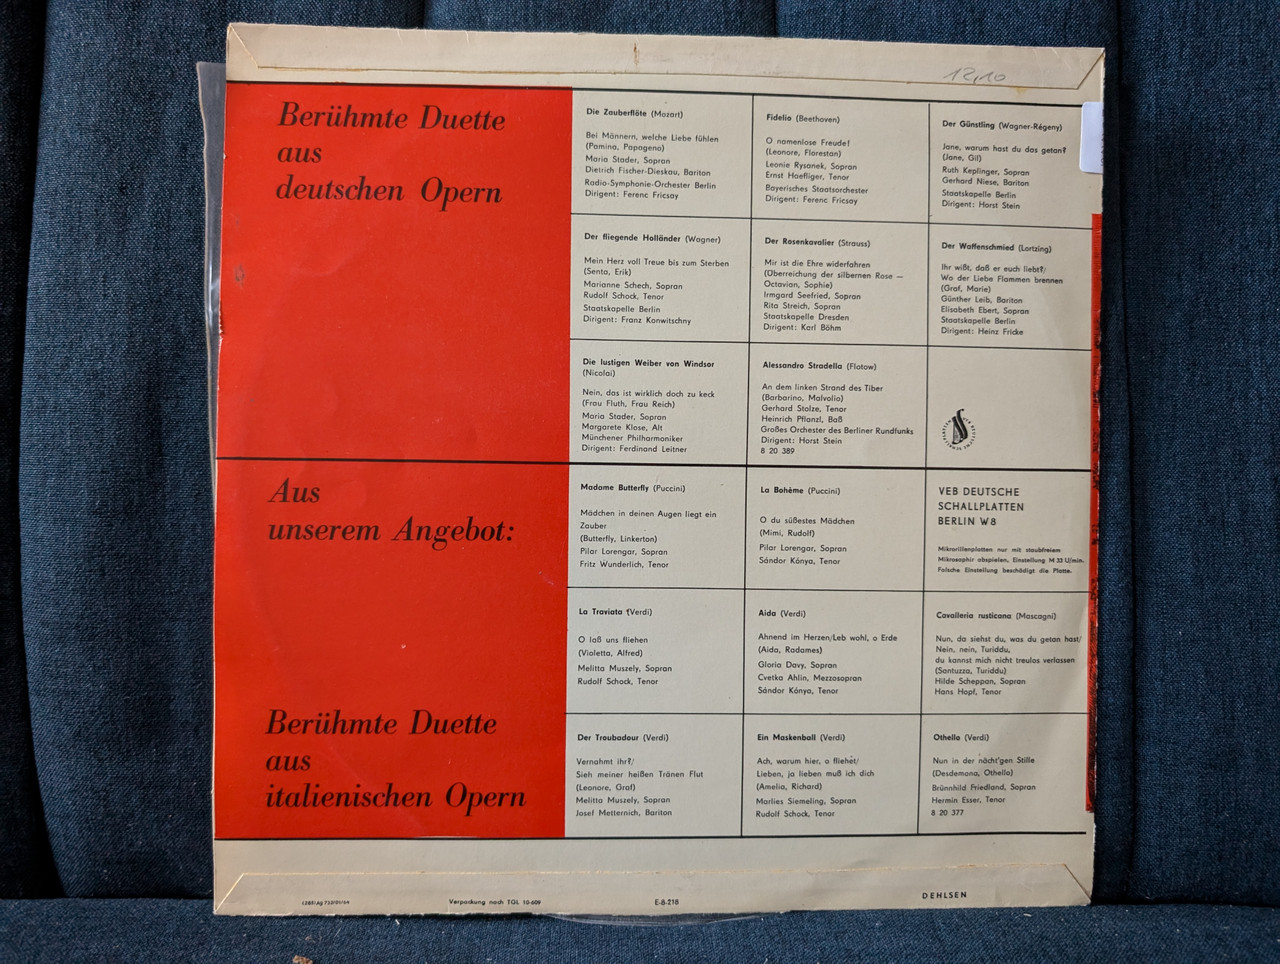 12,10
Berühmte Duette
aus
deutschen Opern
Die Zauberflöte (Mozart)
Bei Männern, welche Liebe fühlen
(Pamina, Papageno)
Maria Stader, Sopran
Dietrich Fischer-Dieskau, Bariton
Radio-Symphonie-Orchester Berlin
Dirigent: Ferenc Fricsay
Fidelio (Beethoven)
O namenlose Freude!
(Leonore, Florestan)
Leonie Rysanek, Sopran
Ernst Haefliger, Tenor
Bayerisches Staatsorchester
Dirigent: Ferenc Fricsay
Der Günstling (Wagner-Régeny)
Jane, warum hast du das getan?
(Jane, Gil)
Ruth Keplinger, Sopran
Gerhard Niese, Bariton
Staatskapelle Berlin
Dirigent: Horst Stein
Der fliegende Holländer (Wagner)
Mein Herz voll Treue bis zum Sterben
(Senta, Erik)
Marianne Schech, Sopran
Rudolf Schock, Tenor
Staatskapelle Berlin
Dirigent: Franz Konwitschny
Der Rosenkavalier (Strauss)
Mir ist die Ehre widerfahren
(Überreichung der silbernen Rose —
Octavian, Sophie)
Irmgard Seefried, Sopran
Rita Streich, Sopran
Staatskapelle Dresden
Dirigent: Karl Böhm
Der Waffenschmied (Lortzing)
Ihr wißt, daß er euch liebt?/
Wo der Liebe Flammen brennen
(Graf, Marie)
Günther Leib, Bariton
Elisabeth Ebert, Sopran
Staatskapelle Berlin
Dirigent: Heinz Fricke
Die lustigen Weiber von Windsor
(Nicolai)
Nein, das ist wirklich doch zu keck
(Frau Fluth, Frau Reich)
Maria Stader, Sopran
Margarete Klose, Alt
Münchener Philharmoniker
Dirigent: Ferdinand Leitner
Alessandro Stradella (Flotow)
An dem linken Strand des Tiber
(Barbarino, Malvolio)
Gerhard Stolze, Tenor
Heinrich Pflanzl, Baß
Großes Orchester des Berliner Rundfunks
Dirigent: Horst Stein
8 20 389
Aus
unserem Angebot:
Berühmte Duette
aus
italienischen Opern
Madame Butterfly (Puccini)
Mädchen in deinen Augen liegt ein
Zauber
(Butterfly, Linkerton)
Pilar Lorengar, Sopran
Fritz Wunderlich, Tenor
La Bohème (Puccini)
O du süßestes Mädchen
(Mimi, Rudolf)
Pilar Lorengar, Sopran
Sándor Kónya, Tenor
VEB DEUTSCHE
SCHALLPLATTEN
BERLIN W8
Mikrorillenplatten nur mit staubfreiem
Mikrosaphir abspielen, Einstellung M 33 U/min.
Falsche Einstellung beschädigt die Platte.
La Traviata (Verdi)
O laß uns fliehen
(Violetta, Alfred)
Melitta Muszely, Sopran
Rudolf Schock, Tenor
Aida (Verdi)
Ahnend im Herzen/Leb wohl, o Erde
(Aida, Radames)
Gloria Davy, Sopran
Cvetka Ahlin, Mezzosopran
Sándor Kónya, Tenor
Cavalleria rusticana (Mascagni)
Nun, da siehst du, was du getan hast/
Nein, nein, Turiddu,
du kannst mich nicht treulos verlassen
(Santuzza, Turiddu)
Hilde Scheppan, Sopran
Hans Hopf, Tenor
Der Troubadour (Verdi)
Vernahmt ihr?/
Sieh meiner heißen Tränen Flut
(Leonore, Graf)
Melitta Muszely, Sopran
Josef Metternich, Bariton
Ein Maskenball (Verdi)
Ach, warum hier, o fliehet/
Lieben, ja lieben muß ich dich
(Amelia, Richard)
Marlies Siemeling, Sopran
Rudolf Schock, Tenor
Othello (Verdi)
Nun in der nächt'gen Stille
(Desdemona, Othello)
Brünnhild Friedland, Sopran
Hermin Esser, Tenor
8 20 377
Verpackung nach TGL 10-609
E-8-218
DEHLSEN